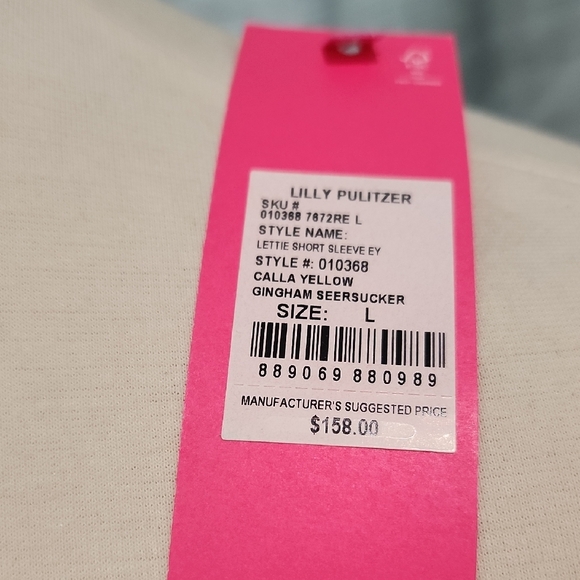 LILLY PULITZER
SKU #
010368 7672RE L
STYLE NAME:
LETTIE SHORT SLEEVE EY
STYLE #: 010368
CALLA YELLOW
GINGHAM SEERSUCKER
SIZE: L
889069 880989
MANUFACTURER'S SUGGESTED PRICE
$158.00